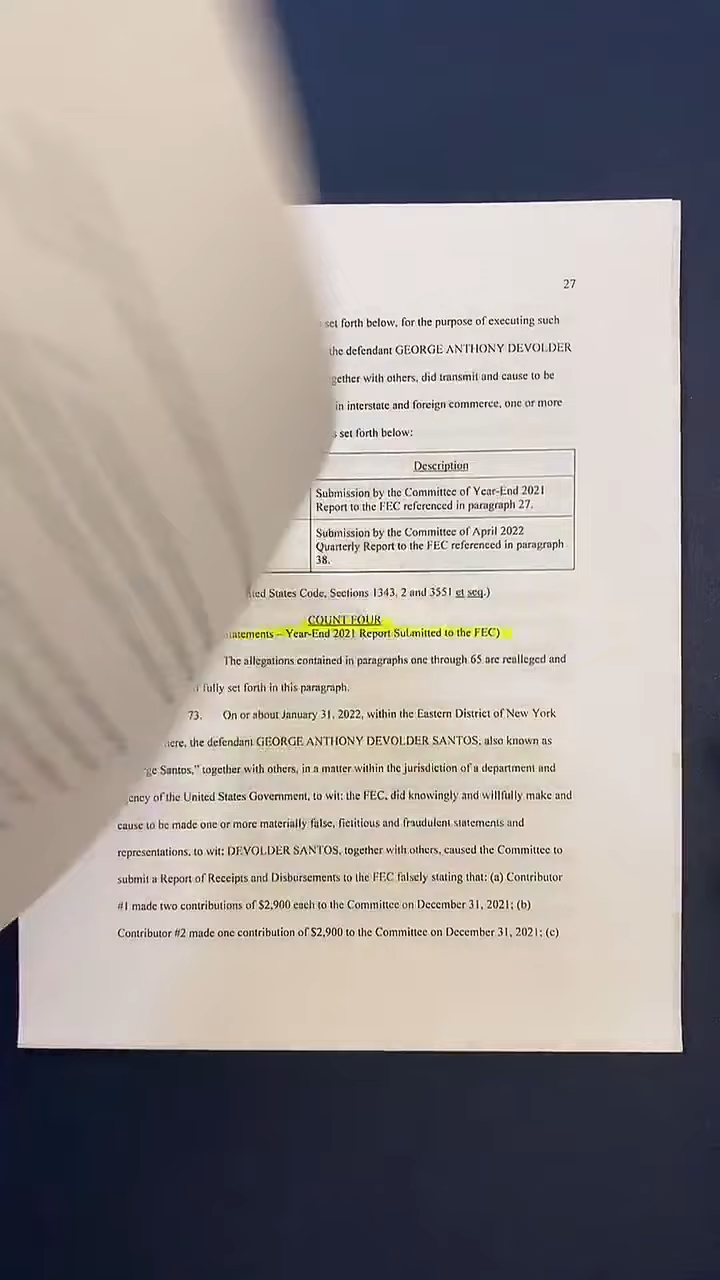 27
set forth below, for the purpose of executing such
the defendant GEORGE ANTHONY DEVOLDER
gether with others, did transmit and cause to be
in interstate and foreign commerce, one or more
set forth below:
Description
Submission by the Committee of Year-End 2021
Report to the FEC referenced in paragraph 27.
Submission by the Committee of April 2022
Quarterly Report to the FEC referenced in paragraph
38.
ted States Code, Sections 1343, 2 and 3551 et seq.)
COUNT FOUR
atements – Year-End 2021 Report Submitted to the FEC)
The allegations contained in paragraphs one through 65 are realleged and
fully set forth in this paragraph.
73. On or about January 31, 2022, within the Eastern District of New York
here, the defendant GEORGE ANTHONY DEVOLDER SANTOS, also known as
ge Santos," together with others, in a matter within the jurisdiction of a department and
ency of the United States Government, to wit: the FEC, did knowingly and willfully make and
cause to be made one or more materially false, fictitious and fraudulent statements and
representations, to wit: DEVOLDER SANTOS, together with others, caused the Committee to
submit a Report of Receipts and Disbursements to the FEC falsely stating that: (a) Contributor
#1 made two contributions of $2,900 each to the Committee on December 31, 2021; (b)
Contributor #2 made one contribution of $2,900 to the Committee on December 31, 2021; (c)